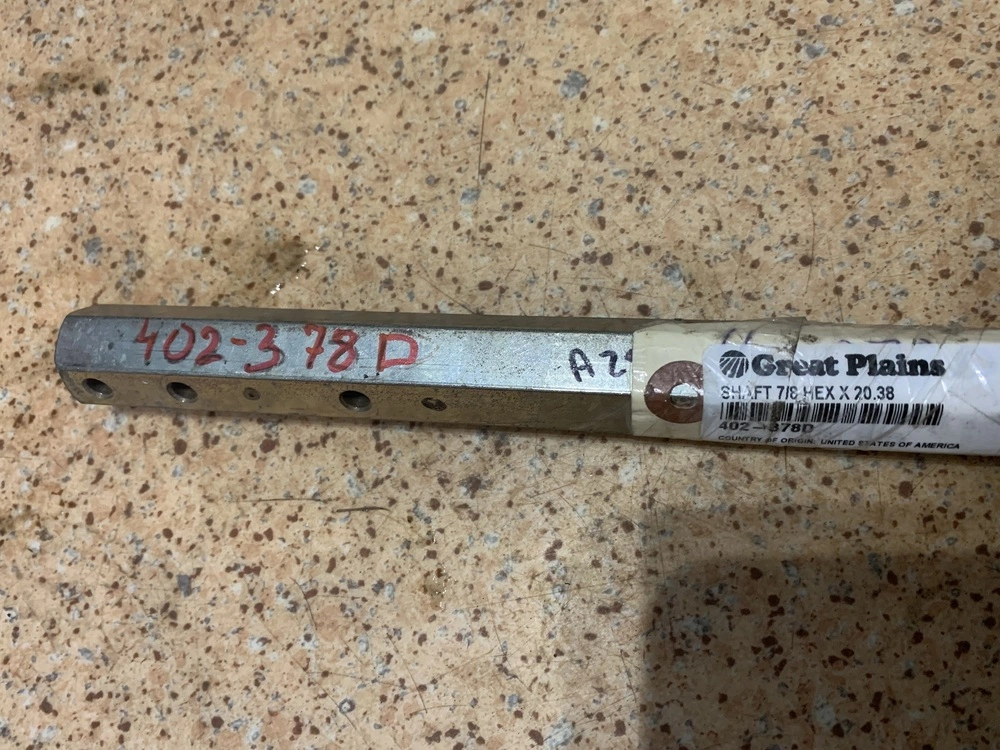 402-378D
A2
Great Plains
SHAFT 7/8 HEX X 20.38
402-378D
COUNTRY OF ORIGIN: UNITED STATES OF AMERICA